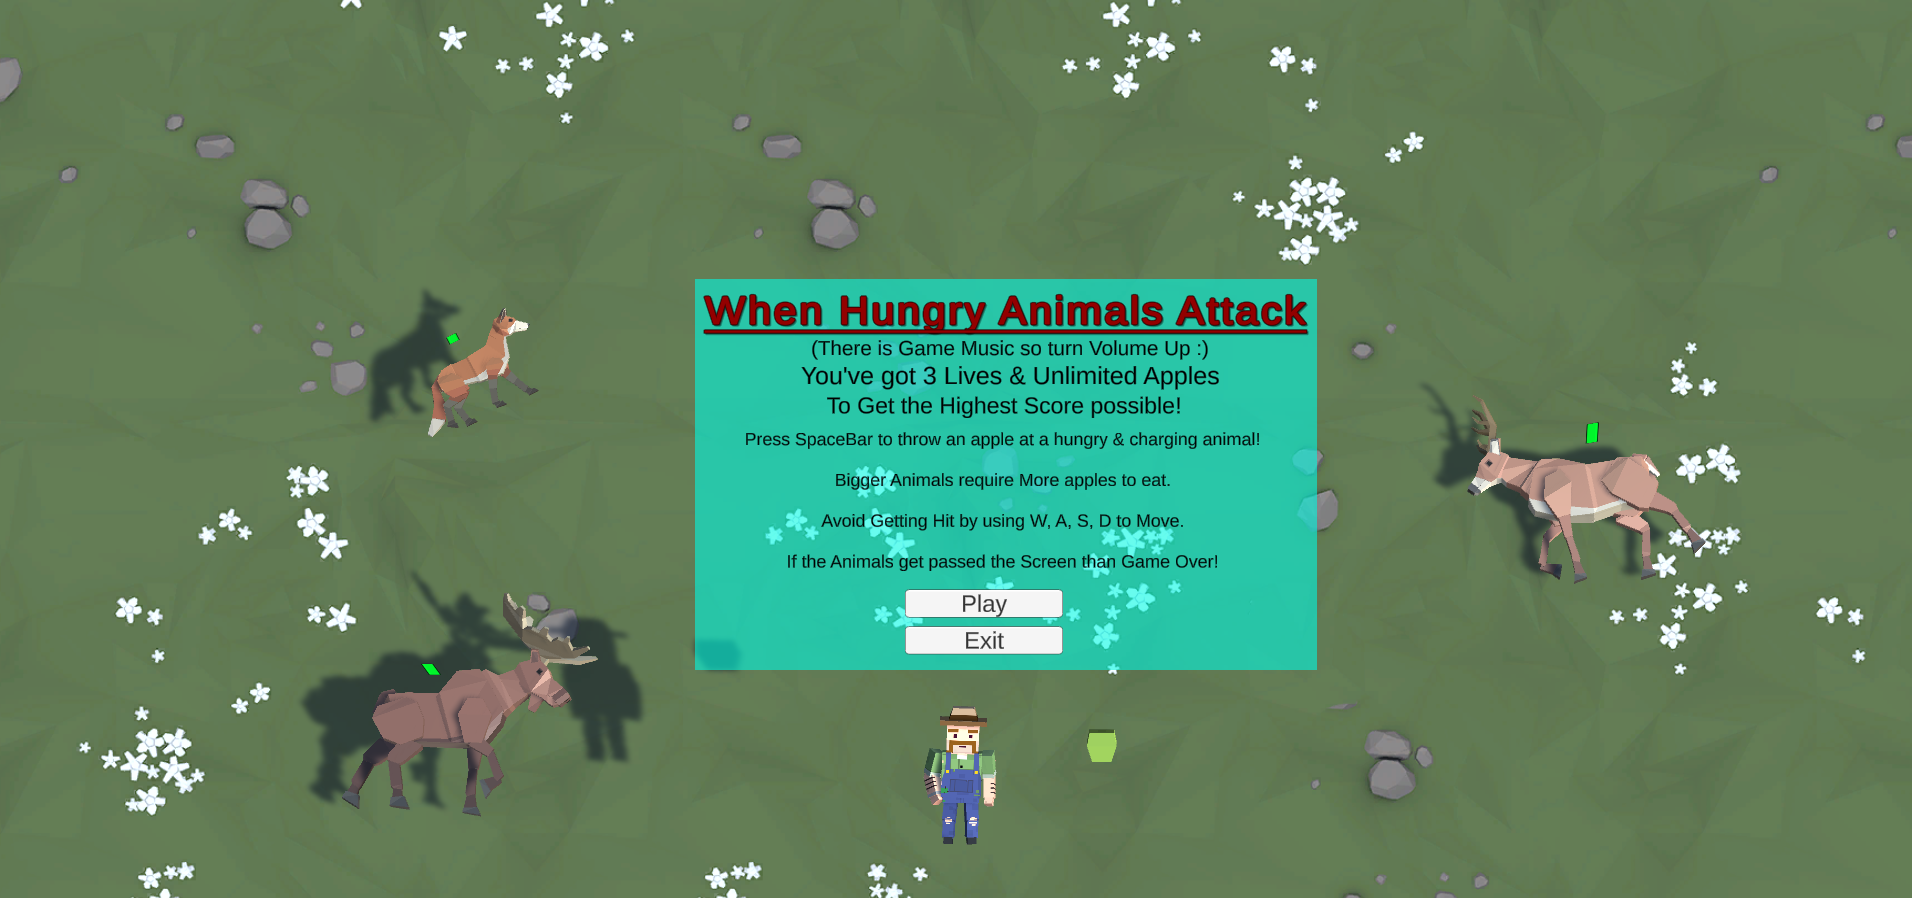 When Hungry Animals Attack
(There is Game Music so turn Volume Up :)
You've got 3 Lives & Unlimited Apples
To Get the Highest Score possible!
Press SpaceBar to throw an apple at a hungry & charging animal!
Bigger Animals require More apples to eat.
Avoid Getting Hit by using W, A, S, D to Move.
If the Animals get passed the Screen than Game Over!
Play
Exit